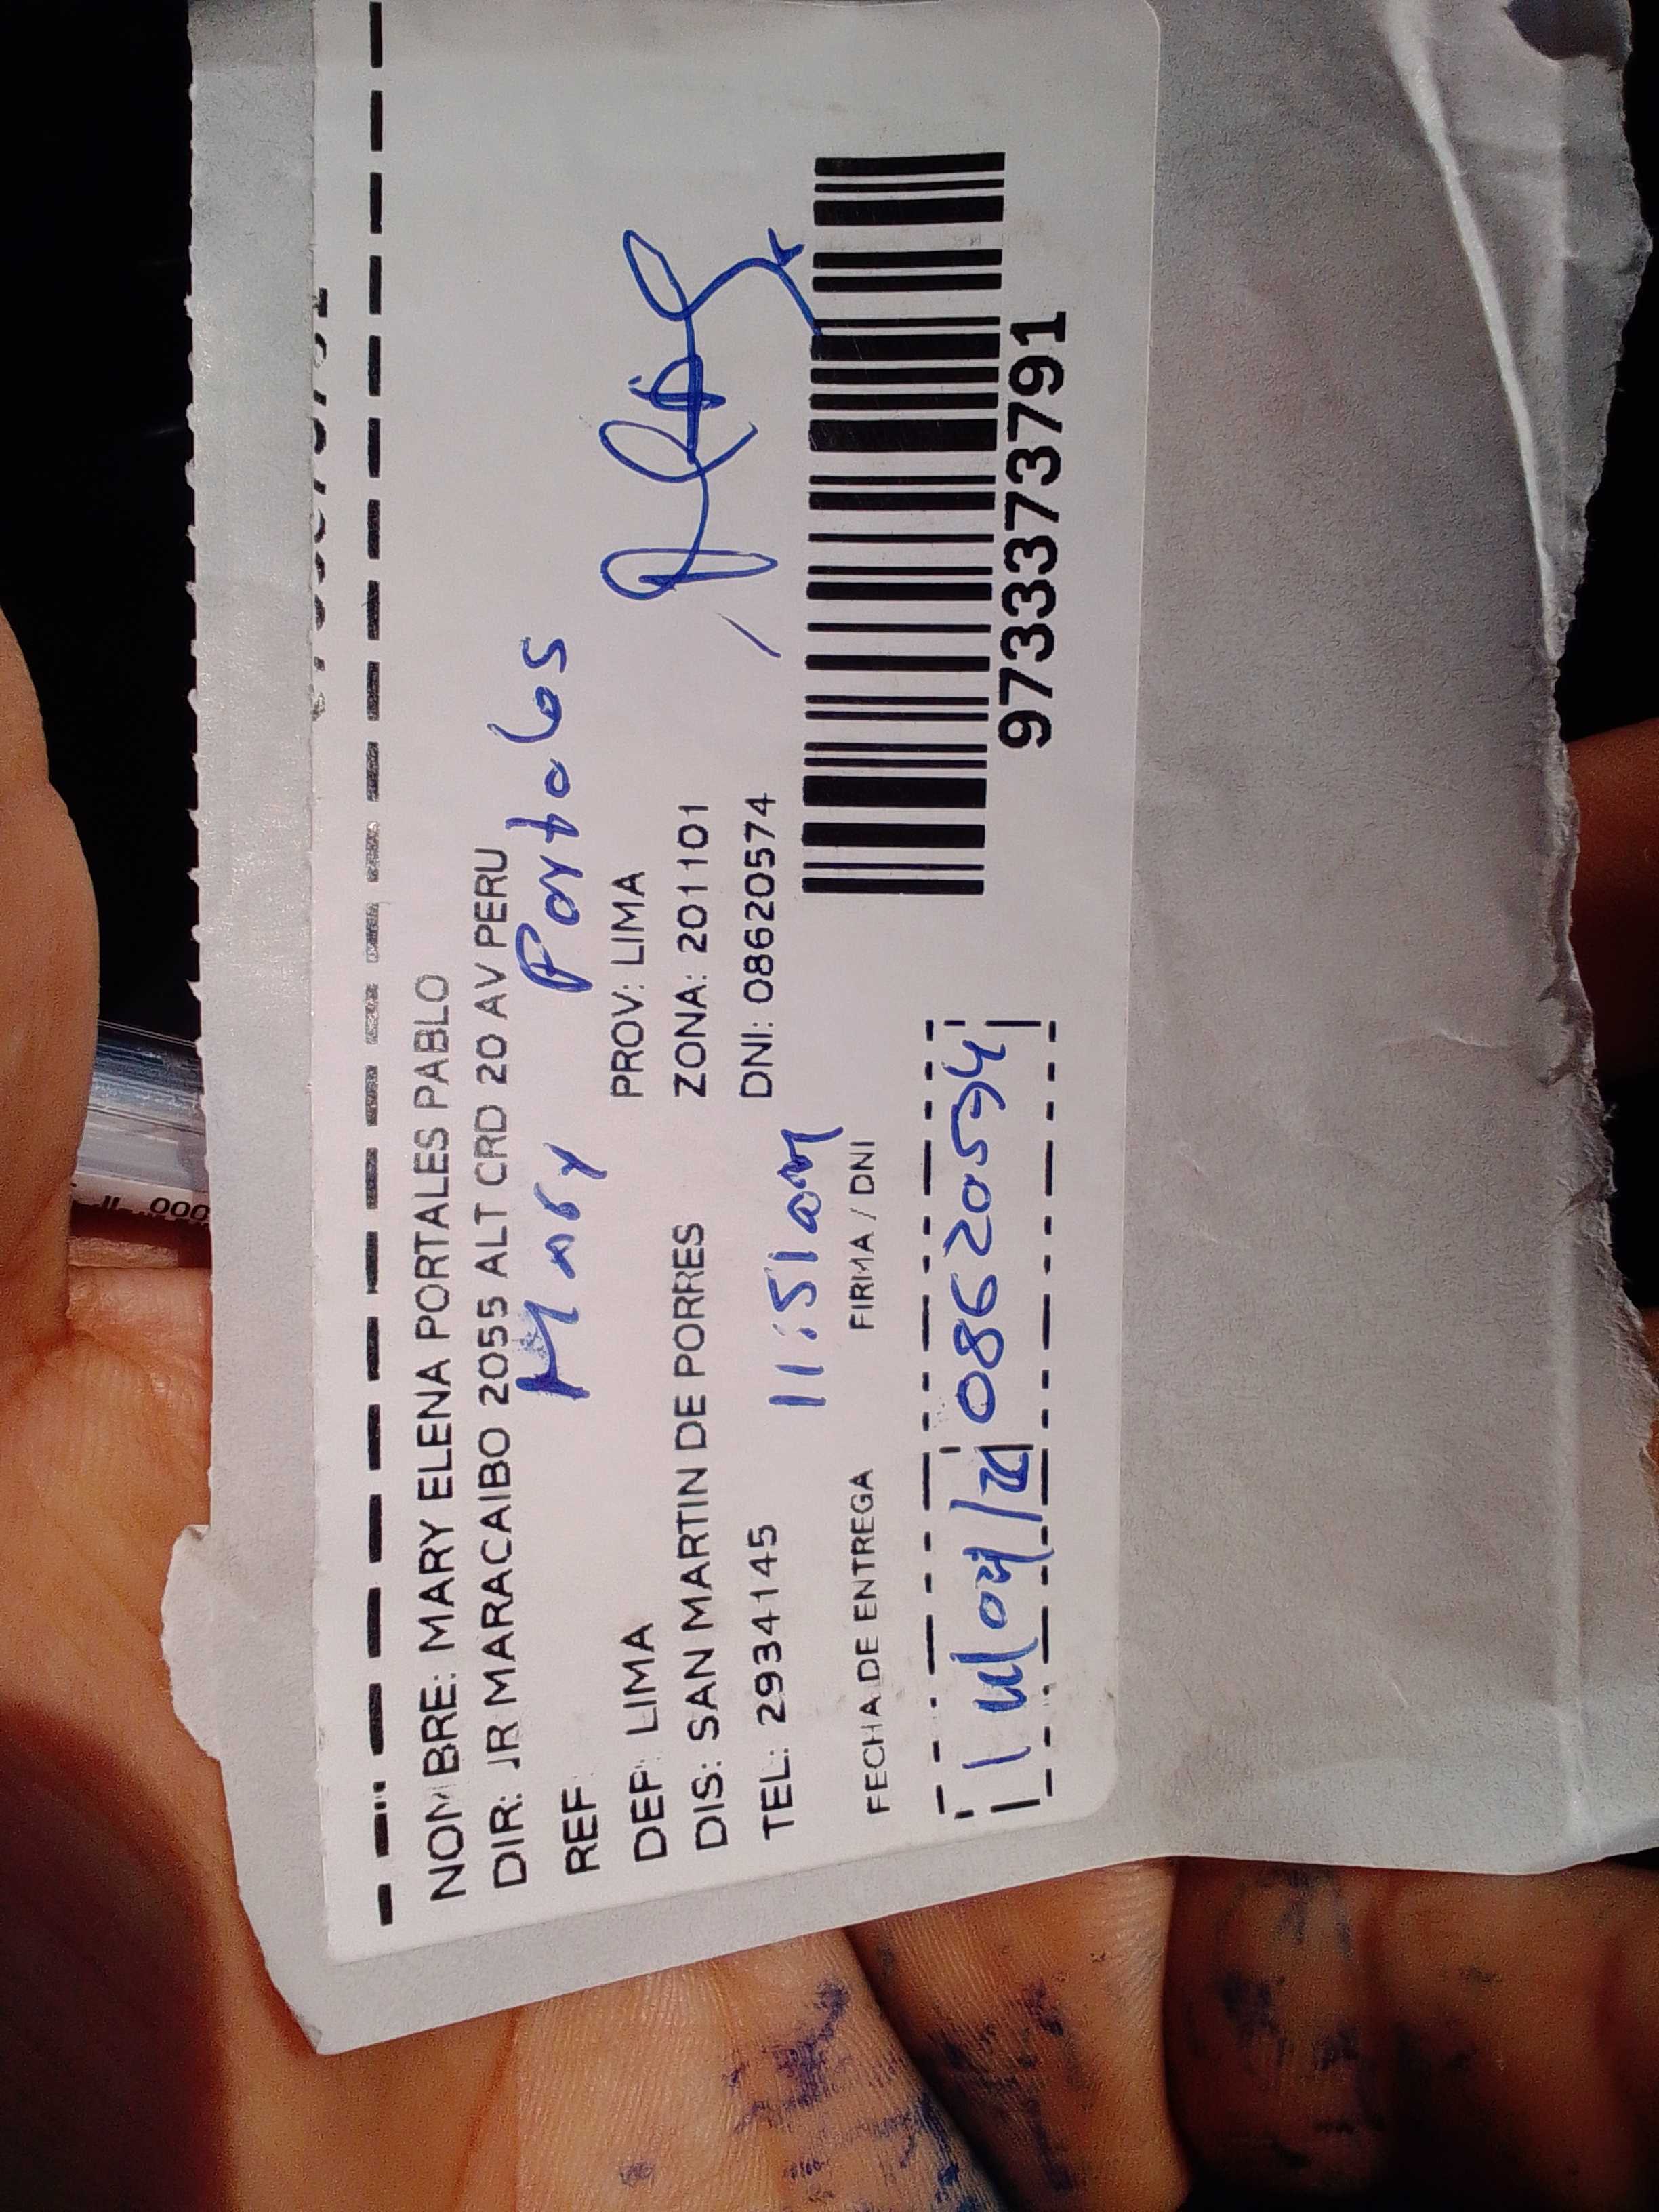 NOMBRE: MARY ELENA PORTALES PABLO
DIR: JR MARACAIBO 2055 ALT CRD 20 AV PERU
Mary Portales
REF:
DEP: LIMA PROV: LIMA
DIS: SAN MARTIN DE PORRES ZONA: 201101
TEL: 2934145 DNI: 08620574
11:51am
FECHA DE ENTREGA FIRMA / DNI
08620574
9733373791
000